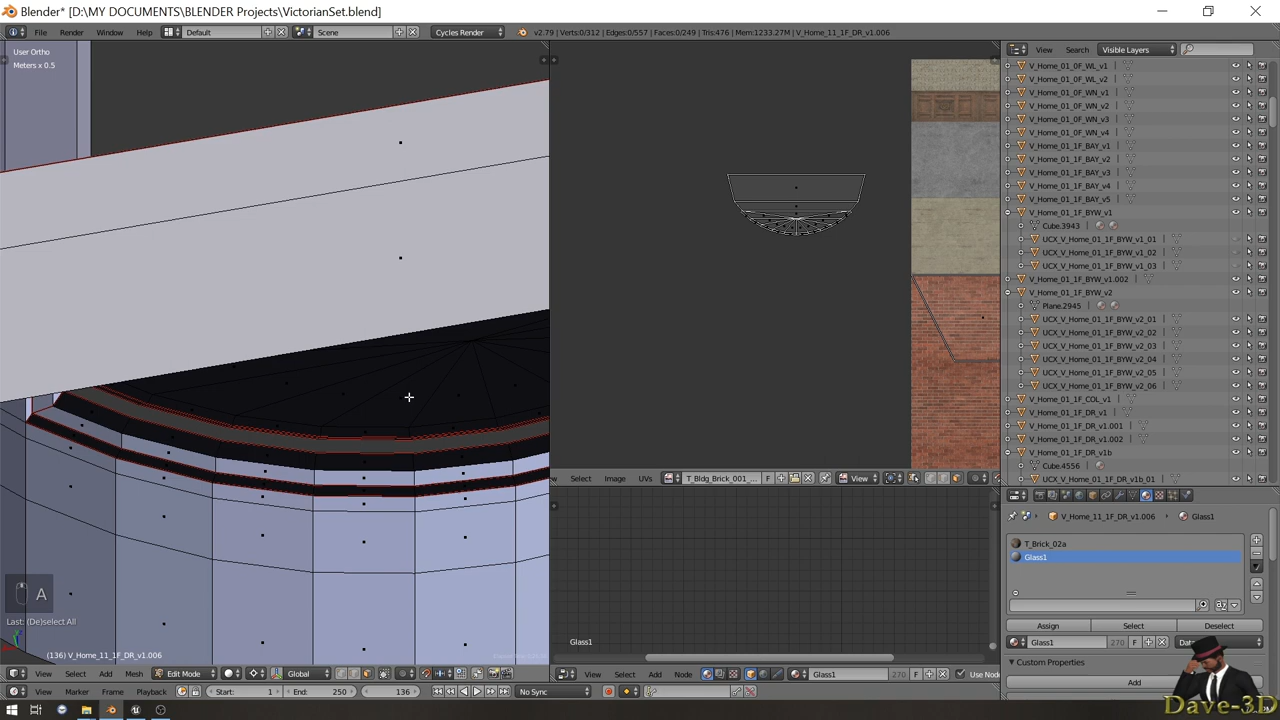 Blender* [D:\MY DOCUMENTS\BLENDER Projects\VictorianSet.blend]
File Render Window Help Default Scene Cycles Render v2.79 | Verts:0/312 | Edges:0/557 | Faces:0/249 | Tris:476 | Mem:1233.27M | V_Home_11_1F_DR_v1.006
User Ortho
Meters x 0.5
View Search Visible Layers
V_Home_01_0F_WL_v1
V_Home_01_0F_WL_v2
V_Home_01_0F_WN_v1
V_Home_01_0F_WN_v2
V_Home_01_0F_WN_v3
V_Home_01_0F_WN_v4
V_Home_01_1F_BAY_v1
V_Home_01_1F_BAY_v2
V_Home_01_1F_BAY_v3
V_Home_01_1F_BAY_v4
V_Home_01_1F_BAY_v5
V_Home_01_1F_BYW_v1
Cube.3943
UCX_V_Home_01_1F_BYW_v1_01
UCX_V_Home_01_1F_BYW_v1_02
UCX_V_Home_01_1F_BYW_v1_03
V_Home_01_1F_BYW_v1.002
V_Home_01_1F_BYW_v2
Plane.2945
UCX_V_Home_01_1F_BYW_v2_01
UCX_V_Home_01_1F_BYW_v2_02
UCX_V_Home_01_1F_BYW_v2_03
UCX_V_Home_01_1F_BYW_v2_04
UCX_V_Home_01_1F_BYW_v2_05
UCX_V_Home_01_1F_BYW_v2_06
V_Home_01_1F_COL_v1
V_Home_01_1F_DR_v1
V_Home_01_1F_DR_v1.001
V_Home_01_1F_DR_v1.002
V_Home_01_1F_DR_v1b
Cube.4556
UCX_V_Home_01_1F_DR_v1b_01
Select Image UVs T_Bldg_Brick_001_... F View
V_Home_11_1F_DR_v1.006 Glass1
T_Brick_02a
Glass1
Assign Select Deselect
Glass1 270 F Data
Custom Properties
Add
A
Last: (De)select All
(136) V_Home_11_1F_DR_v1.006
Glass1
View Select Add Mesh Edit Mode Global
View Select Add Node Glass1 270 F Use Node
View Marker Frame Playback Start: 1 End: 250 136 No Sync
Dave-3D